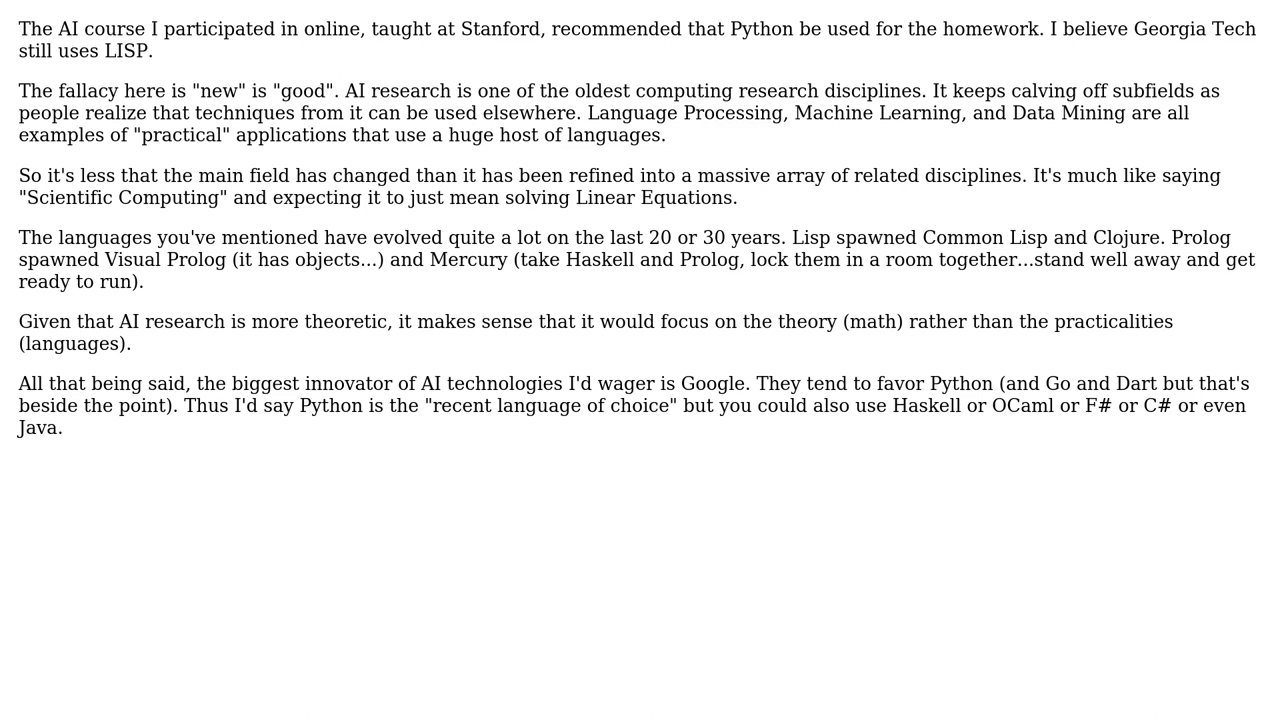 The AI course I participated in online, taught at Stanford, recommended that Python be used for the homework. I believe Georgia Tech
still uses LISP.
The fallacy here is "new" is "good". AI research is one of the oldest computing research disciplines. It keeps calving off subfields as
people realize that techniques from it can be used elsewhere. Language Processing, Machine Learning, and Data Mining are all
examples of "practical" applications that use a huge host of languages.
So it's less that the main field has changed than it has been refined into a massive array of related disciplines. It's much like saying
"Scientific Computing" and expecting it to just mean solving Linear Equations.
The languages you've mentioned have evolved quite a lot on the last 20 or 30 years. Lisp spawned Common Lisp and Clojure. Prolog
spawned Visual Prolog (it has objects...) and Mercury (take Haskell and Prolog, lock them in a room together...stand well away and get
ready to run).
Given that AI research is more theoretic, it makes sense that it would focus on the theory (math) rather than the practicalities
(languages).
All that being said, the biggest innovator of AI technologies I'd wager is Google. They tend to favor Python (and Go and Dart but that's
beside the point). Thus I'd say Python is the "recent language of choice" but you could also use Haskell or OCaml or F# or C# or even
Java.